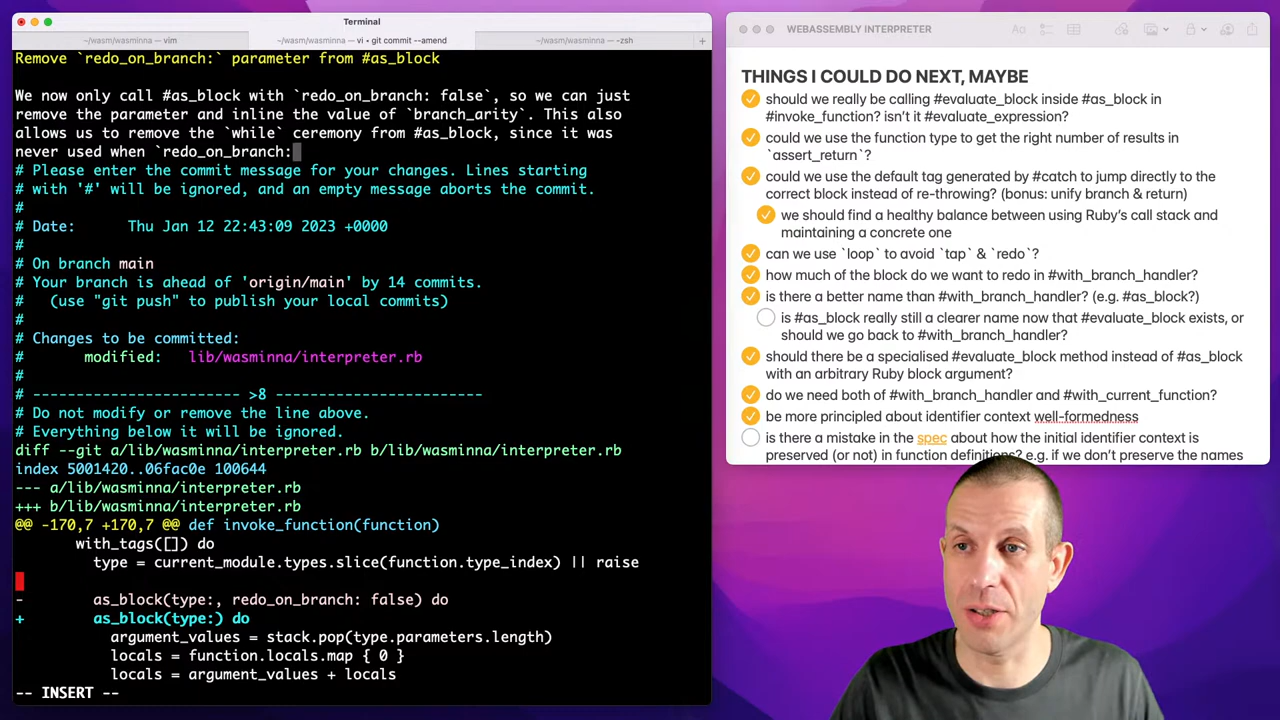 Terminal
~/wasm/wasminna — vim
~/wasm/wasminna — vi • git commit --amend
~/wasm/wasminna — -zsh
+
Remove `redo_on_branch:` parameter from #as_block
We now only call #as_block with `redo_on_branch: false`, so we can just
remove the parameter and inline the value of `branch_arity`. This also
allows us to remove the `while` ceremony from #as_block, since it was
never used when `redo_on_branch:
# Please enter the commit message for your changes. Lines starting
# with '#' will be ignored, and an empty message aborts the commit.
#
# Date:      Thu Jan 12 22:43:09 2023 +0000
#
# On branch main
# Your branch is ahead of 'origin/main' by 14 commits.
#   (use "git push" to publish your local commits)
#
# Changes to be committed:
#       modified:   lib/wasminna/interpreter.rb
#
# ------------------------ >8 ------------------------
# Do not modify or remove the line above.
# Everything below it will be ignored.
diff --git a/lib/wasminna/interpreter.rb b/lib/wasminna/interpreter.rb
index 5001420..06fac0e 100644
--- a/lib/wasminna/interpreter.rb
+++ b/lib/wasminna/interpreter.rb
@@ -170,7 +170,7 @@ def invoke_function(function)
       with_tags([]) do
         type = current_module.types.slice(function.type_index) || raise
-        as_block(type:, redo_on_branch: false) do
+        as_block(type:) do
           argument_values = stack.pop(type.parameters.length)
           locals = function.locals.map { 0 }
           locals = argument_values + locals
-- INSERT --
WEBASSEMBLY INTERPRETER
Aa
THINGS I COULD DO NEXT, MAYBE
should we really be calling #evaluate_block inside #as_block in
#invoke_function? isn't it #evaluate_expression?
could we use the function type to get the right number of results in
`assert_return`?
could we use the default tag generated by #catch to jump directly to the
correct block instead of re-throwing? (bonus: unify branch & return)
we should find a healthy balance between using Ruby's call stack and
maintaining a concrete one
can we use `loop` to avoid `tap` & `redo`?
how much of the block do we want to redo in #with_branch_handler?
is there a better name than #with_branch_handler? (e.g. #as_block?)
is #as_block really still a clearer name now that #evaluate_block exists, or
should we go back to #with_branch_handler?
should there be a specialised #evaluate_block method instead of #as_block
with an arbitrary Ruby block argument?
do we need both of #with_branch_handler and #with_current_function?
be more principled about identifier context well-formedness
is there a mistake in the spec about how the initial identifier context is
preserved (or not) in function definitions? e.g. if we don't preserve the names